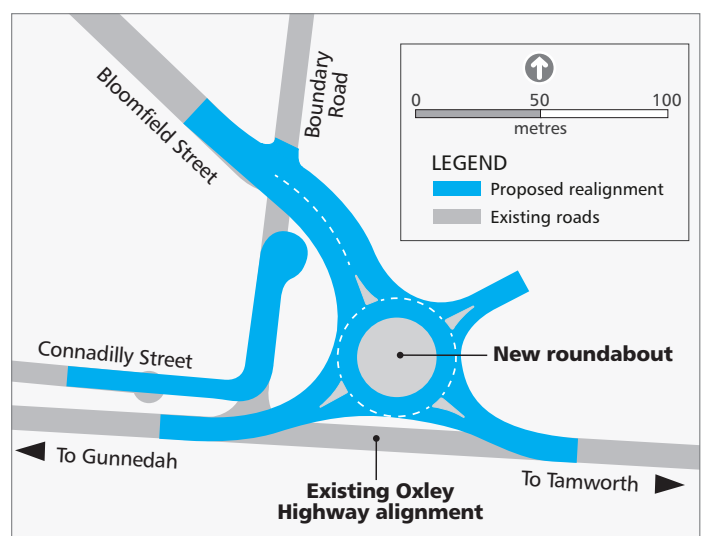 Bloomfield Street
Boundary
Road
0 50 100
metres
LEGEND
Proposed realignment
Existing roads
Connadilly Street
New roundabout
To Gunnedah
Existing Oxley
Highway alignment
To Tamworth